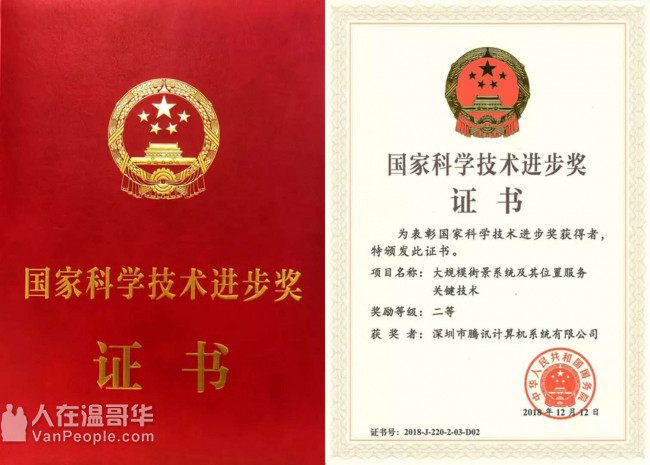 国家科学技术进步奖
证书
人在温哥华
VanPeople.com
国家科学技术进步奖
证书
为表彰国家科学技术进步奖获得者，
特颁发此证书。
项目名称： 大规模街景系统及其位置服务
关键技术
奖励等级： 二等
获奖者： 深圳市腾讯计算机系统有限公司
中华人民共和国国务院
2018年12月12日
证书号： 2018-J-220-2-03-D02